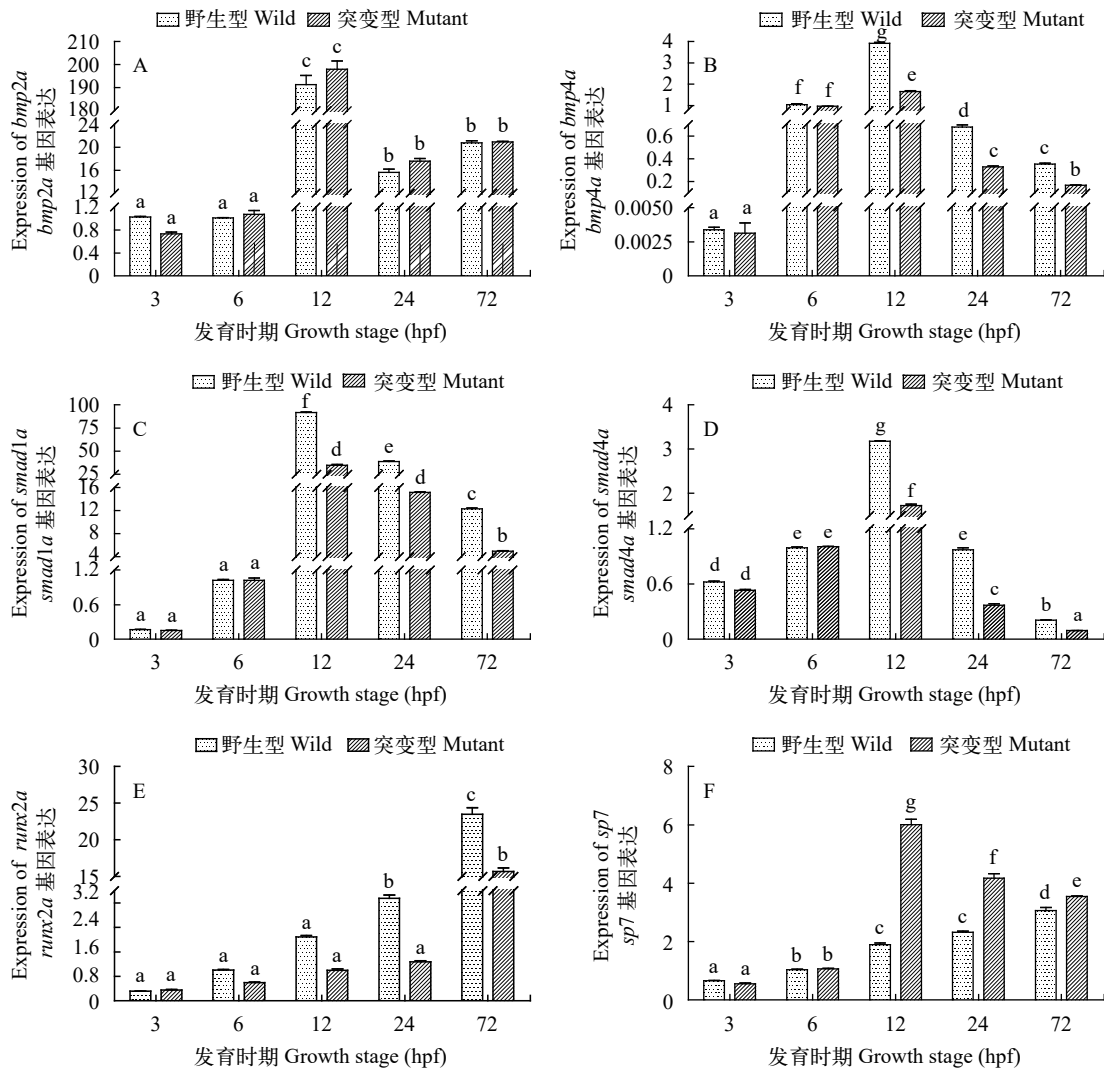 野生型 Wild 突变型 Mutant
A
Expression of bmp2a
bmp2a 基因表达
210
200
190
180
24
20
16
12
1.2
0.8
0.4
0
a a a a c c b b b b
3 6 12 24 72
发育时期 Growth stage (hpf)
野生型 Wild 突变型 Mutant
B
Expression of bmp4a
bmp4a 基因表达
4
3
2
1
0.6
0.4
0.2
0.0050
0.0025
0
a a f f g e d c c b
3 6 12 24 72
发育时期 Growth stage (hpf)
野生型 Wild 突变型 Mutant
C
Expression of smad1a
smad1a 基因表达
100
75
50
25
16
12
8
4
1.2
0.6
0
a a a a f d e d c b
3 6 12 24 72
发育时期 Growth stage (hpf)
野生型 Wild 突变型 Mutant
D
Expression of smad4a
smad4a 基因表达
4
3
2
1.2
0.6
0
d d e e g f e c b a
3 6 12 24 72
发育时期 Growth stage (hpf)
野生型 Wild 突变型 Mutant
E
Expression of runx2a
runx2a 基因表达
30
25
20
15
3.2
2.4
1.6
0.8
0
a a a a a a b a c b
3 6 12 24 72
发育时期 Growth stage (hpf)
野生型 Wild 突变型 Mutant
F
Expression of sp7
sp7 基因表达
8
6
4
2
0
a a b b c g c f d e
3 6 12 24 72
发育时期 Growth stage (hpf)